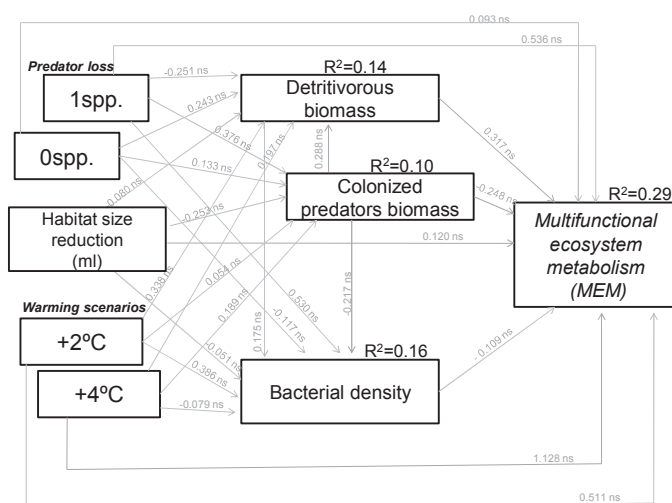 0.093 ns
0.536 ns
Predator loss
-0.251 ns
R²=0.14
1spp.
Detritivorous
biomass
0.243 ns
0.376 ns
0.197 ns
0.317 ns
0spp.
0.133 ns
0.288 ns
R²=0.10
0.080 ns
Colonized
predators biomass
-0.248 ns
R²=0.29
Habitat size
reduction
(ml)
-0.253 ns
0.120 ns
Multifunctional
ecosystem
metabolism
(MEM)
0.054 ns
0.189 ns
0.338 ns
0.530 ns
-0.117 ns
-0.217 ns
0.175 ns
Warming scenarios
+2ºC
-0.051 ns
0.386 ns
R²=0.16
-0.109 ns
+4ºC
-0.079 ns
Bacterial density
1.128 ns
0.511 ns